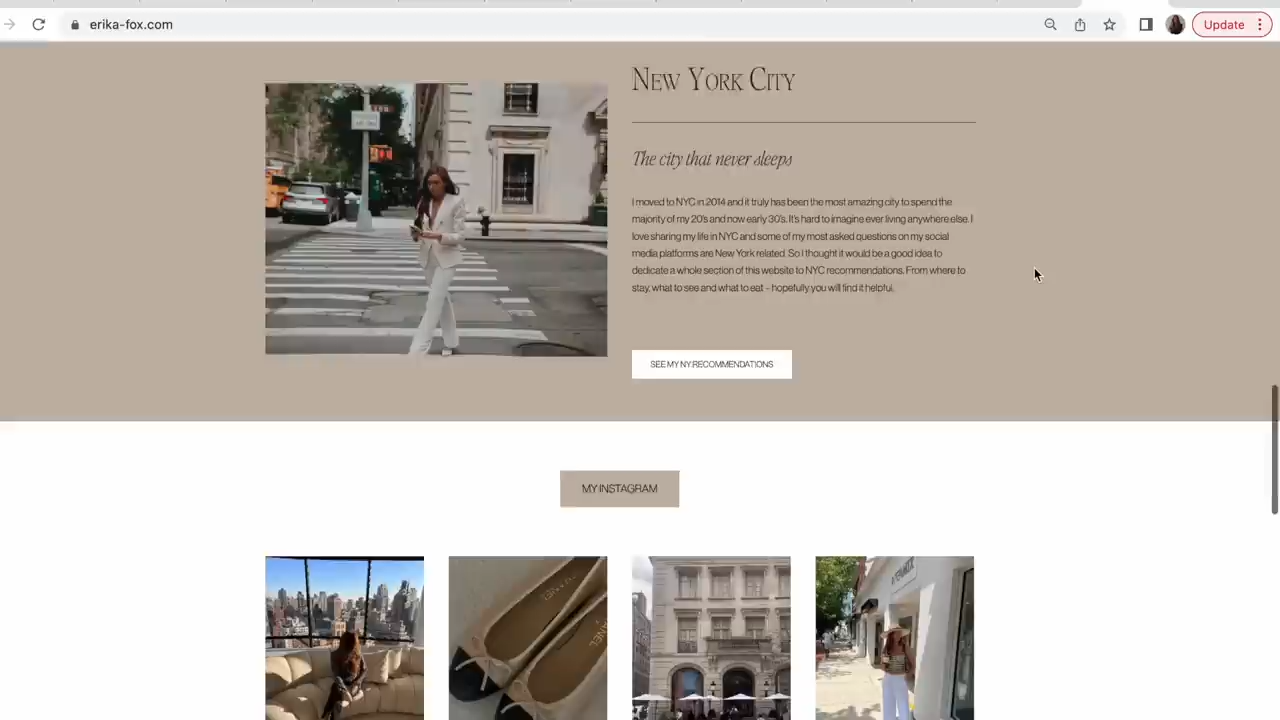 erika-fox.com
Update
New York City
The city that never sleeps
I moved to NYC in 2014 and it truly has been the most amazing city to spend the
majority of my 20's and now early 30's. It's hard to imagine ever living anywhere else. I
love sharing my life in NYC and some of my most asked questions on my social
media platforms are New York related. So I thought it would be a good idea to
dedicate a whole section of this website to NYC recommendations. From where to
stay, what to see and what to eat - hopefully you will find it helpful.
SEE MY NY RECOMMENDATIONS
MY INSTAGRAM
CHANEL